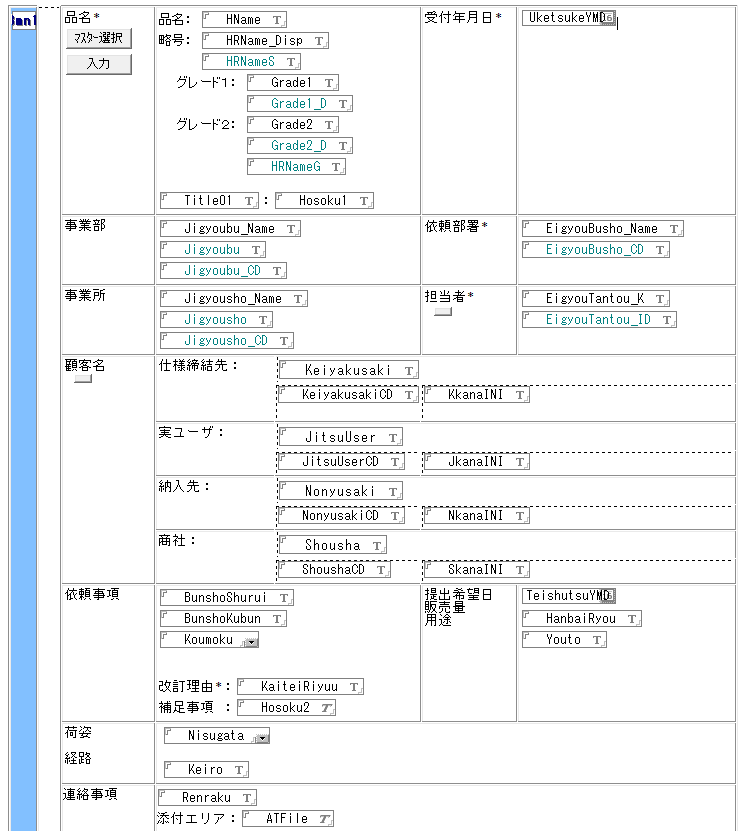 品名* 品名: HName T 受付年月日* UketsukeYMD 16
マスター選択 略号: HRName_Disp T
入力 HRNameS T
グレード1: Grade1 T
Grade1_D T
グレード2: Grade2 T
Grade2_D T
HRNameG T
Title01 T : Hosoku1 T
事業部 Jigyoubu_Name T 依頼部署* EigyouBusho_Name T
Jigyoubu T EigyouBusho_CD T
Jigyoubu_CD T
事業所 Jigyousho_Name T 担当者* EigyouTantou_K T
Jigyousho T EigyouTantou_ID T
Jigyousho_CD T
顧客名 仕様締結先: Keiyakusaki T
KeiyakusakiCD T KkanaINI T
実ユーザ: JitsuUser T
JitsuUserCD T JkanaINI T
納入先: Nonyusaki T
NonyusakiCD T NkanaINI T
商社: Shousha T
ShoushaCD T SkanaINI T
依頼事項 BunshoShurui T 提出希望日 TeishutsuYMD 16
BunshoKubun T 販売量 HanbaiRyou T
Koumoku 用途 Youto T
改訂理由*: KaiteiRiyuu T
補足事項 : Hosoku2 T
荷姿 Nisugata
経路 Keiro T
連絡事項 Renraku T
添付エリア: ATFile T